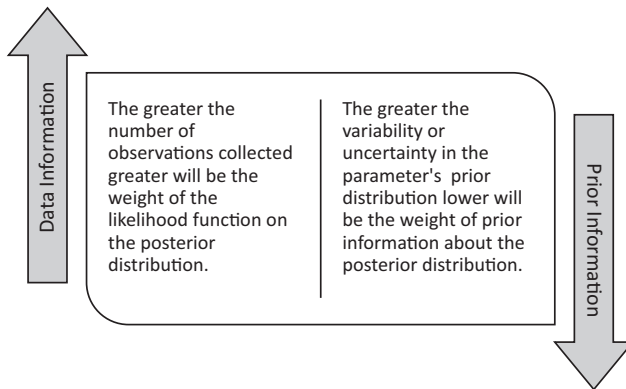 Data Information
The greater the
number of
observations collected
greater will be the
weight of the
likelihood function on
the posterior
distribution.
The greater the
variability or
uncertainty in the
parameter's prior
distribution lower will
be the weight of prior
information about the
posterior distribution.
Prior Information